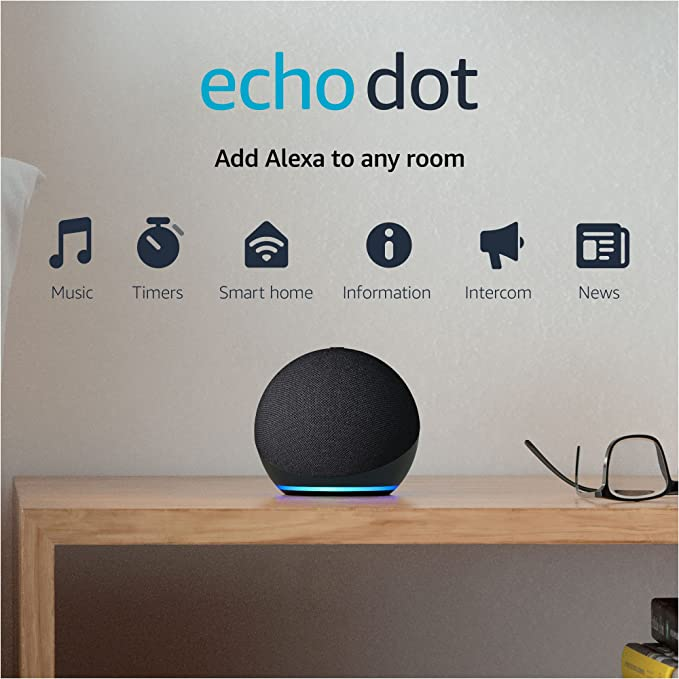 echo dot
Add Alexa to any room
Music Timers Smart home Information Intercom News